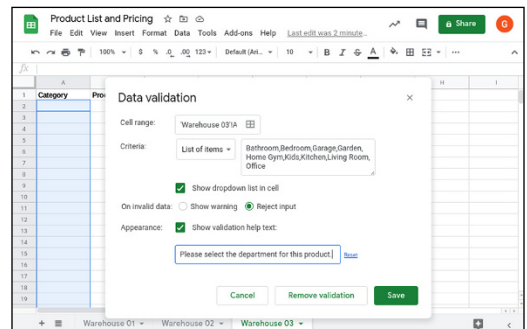 Product List and Pricing
File Edit View Insert Format Data Tools Add-ons Help Last edit was 2 minute...
Share
G
100% $ % .0 .00 123 Default (Ari... 10 B I S A ...
fx
A H I
1 Category Pro
2
3
4
5
6
7
8
9
10
11
12
13
14
15
16
17
18
19
Data validation
Cell range: 'Warehouse 03'!A
Criteria: List of items Bathroom,Bedroom,Garage,Garden,
Home Gym,Kids,Kitchen,Living Room,
Office
Show dropdown list in cell
On invalid data: Show warning Reject input
Appearance: Show validation help text:
Please select the department for this product. Reset
Cancel Remove validation Save
Warehouse 01 Warehouse 02 Warehouse 03